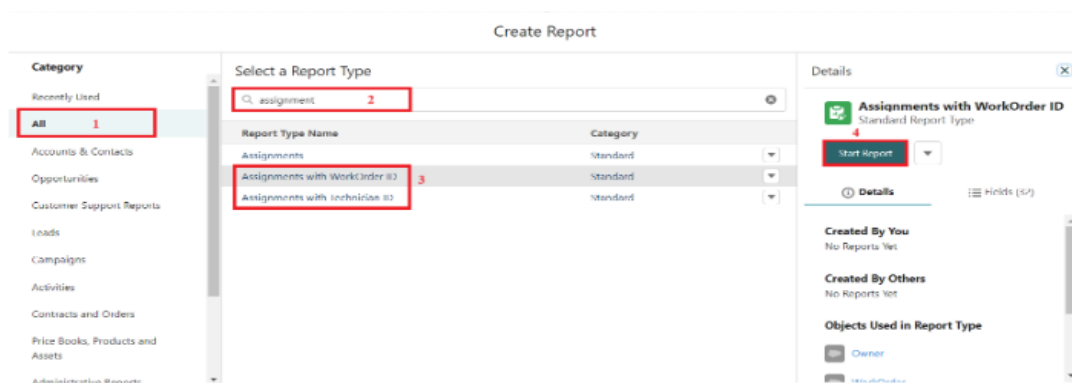 Create Report
Category
Recently Used
All 1
Accounts & Contacts
Opportunities
Customer Support Reports
Leads
Campaigns
Activities
Contracts and Orders
Price Books, Products and
Assets
Administrative Reports
Select a Report Type
assignment 2
Report Type Name Category
Assignments Standard
Assignments with WorkOrder ID Standard
3
Assignments with Technician ID Standard
Details
Assignments with WorkOrder ID
Standard Report Type
4
Start Report
Details Fields (32)
Created By You
No Reports Yet
Created By Others
No Reports Yet
Objects Used in Report Type
Owner
WorkOrder